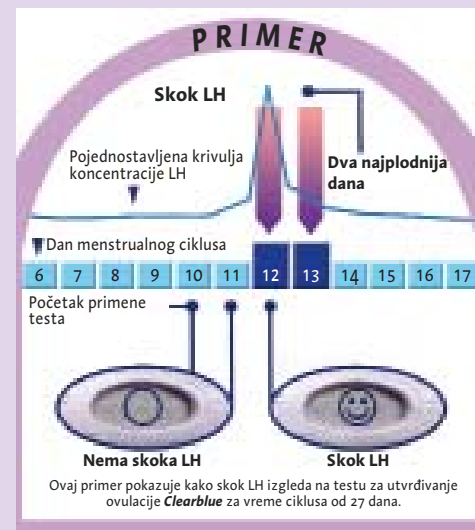 PRIMER
Skok LH
Pojednostavljena krivulja
koncentracije LH
Dva najplodnija
dana
Dan menstrualnog ciklusa
6 7 8 9 10 11 12 13 14 15 16 17
Početak primene
testa
Nema skoka LH
Skok LH
Ovaj primer pokazuje kako skok LH izgleda na testu za utvrđivanje
ovulacije Clearblue za vreme ciklusa od 27 dana.